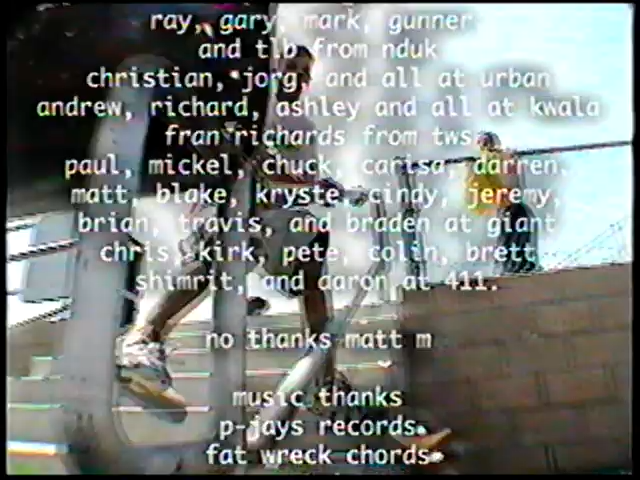 ray, gary, mark, gunner
and tlb from nduk
christian, jorg, and all at urban
andrew, richard, ashley and all at kwala
fran richards from tws
paul, mickel, chuck, carisa, darren,
matt, blake, kryste, cindy, jeremy,
brian, travis, and braden at giant
chris, kirk, pete, colin, brett
shimrit, and aaron at 411.
no thanks matt m
music thanks
p-jays records.
fat wreck chords